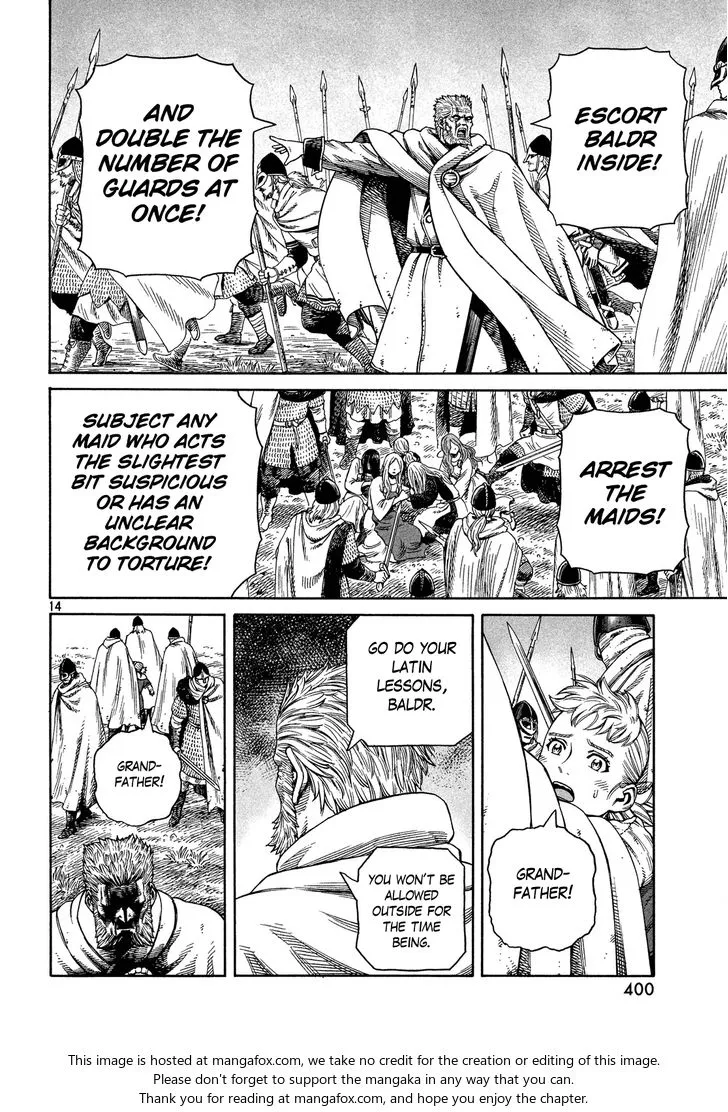 ESCORT
BALDR
INSIDE!
AND
DOUBLE THE
NUMBER OF
GUARDS AT
ONCE!
ARREST
THE
MAIDS!
SUBJECT ANY
MAID WHO ACTS
THE SLIGHTEST
BIT SUSPICIOUS
OR HAS AN
UNCLEAR
BACKGROUND
TO TORTURE!
14
GRAND-
FATHER!
GO DO YOUR
LATIN
LESSONS,
BALDR.
YOU WON'T BE
ALLOWED
OUTSIDE FOR
THE TIME
BEING.
GRAND-
FATHER!
400
This image is hosted at mangafox.com, we take no credit for the creation or editing of this image.
Please don't forget to support the mangaka in any way that you can.
Thank you for reading at mangafox.com, and hope you enjoy the chapter.